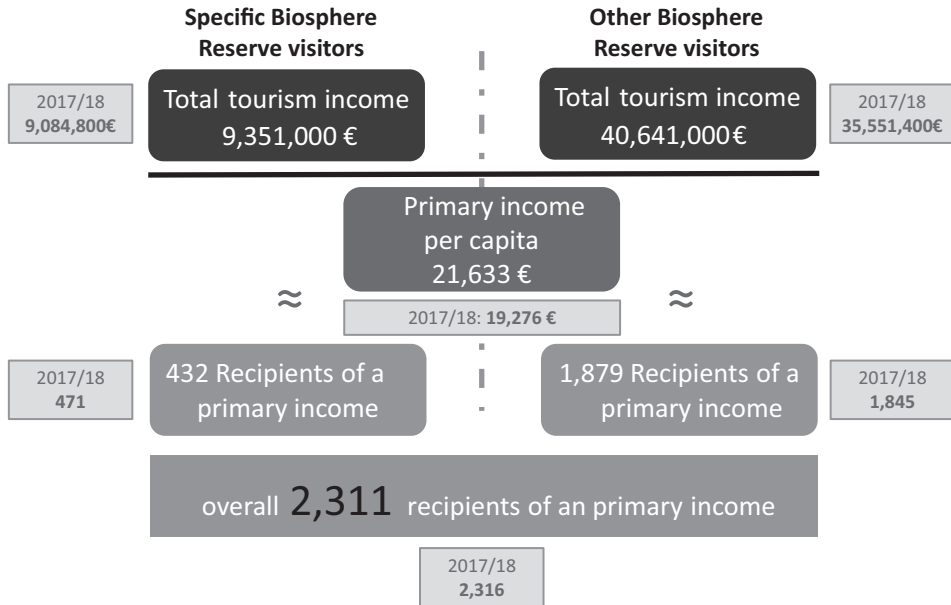 Specific Biosphere
Reserve visitors
Other Biosphere
Reserve visitors
2017/18
9,084,800€
Total tourism income
9,351,000 €
Total tourism income
40,641,000€
2017/18
35,551,400€
Primary income
per capita
21,633 €
≈
≈
2017/18: 19,276 €
2017/18
471
432 Recipients of a
primary income
1,879 Recipients of a
primary income
2017/18
1,845
overall 2,311 recipients of an primary income
2017/18
2,316